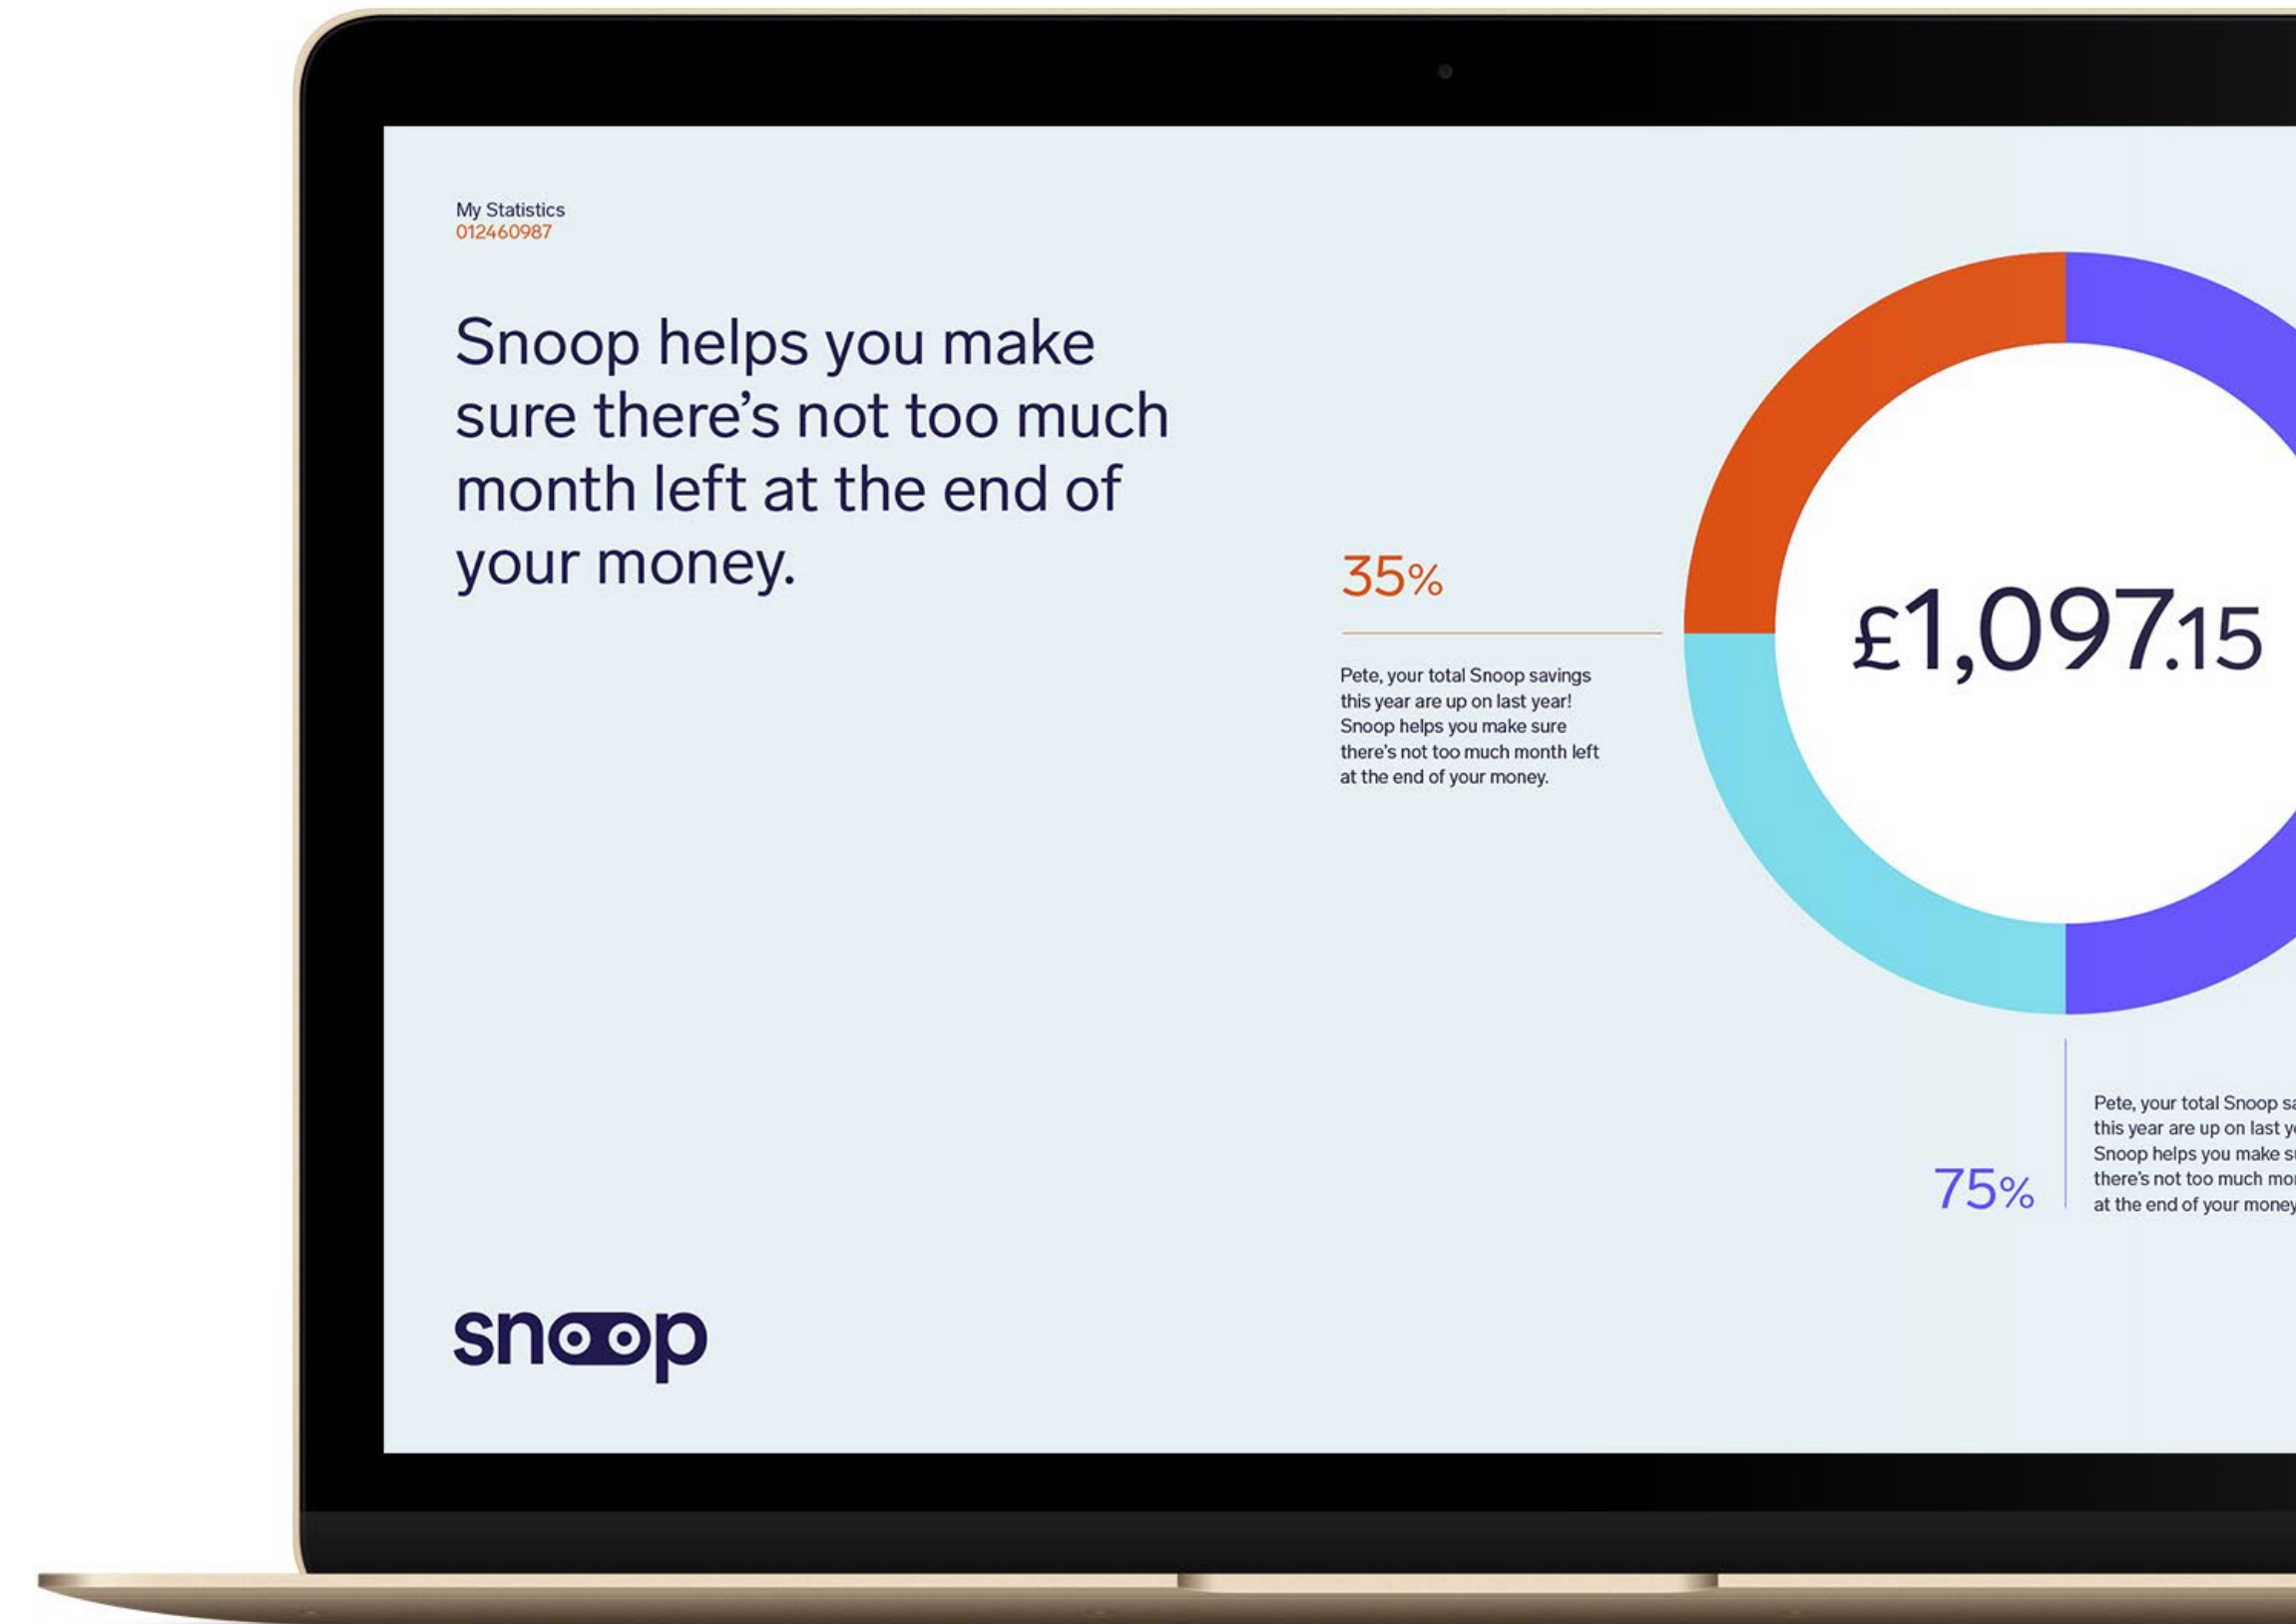 My Statistics
012460987
Snoop helps you make
sure there’s not too much
month left at the end of
your money.
35%
Pete, your total Snoop savings
this year are up on last year!
Snoop helps you make sure
there’s not too much month left
at the end of your money.
£1,097.15
75%
Pete, your total Snoop
this year are up on last
Snoop helps you make
there’s not too much
at the end of your money
snoop